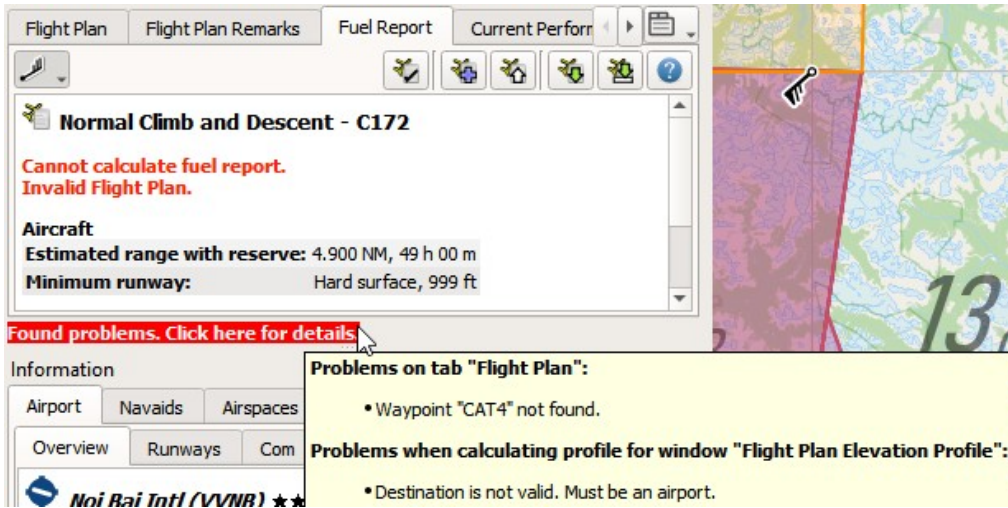 Flight Plan Flight Plan Remarks Fuel Report Current Perforr
Normal Climb and Descent - C172
Cannot calculate fuel report.
Invalid Flight Plan.
Aircraft
Estimated range with reserve: 4.900 NM, 49 h 00 m
Minimum runway: Hard surface, 999 ft
13
Found problems. Click here for details.
Information
Problems on tab "Flight Plan":
Airport Navaids Airspaces
• Waypoint "CAT4" not found.
Overview Runways Com
Problems when calculating profile for window "Flight Plan Elevation Profile":
Noi Bai Intl (VVNB) ★★
• Destination is not valid. Must be an airport.